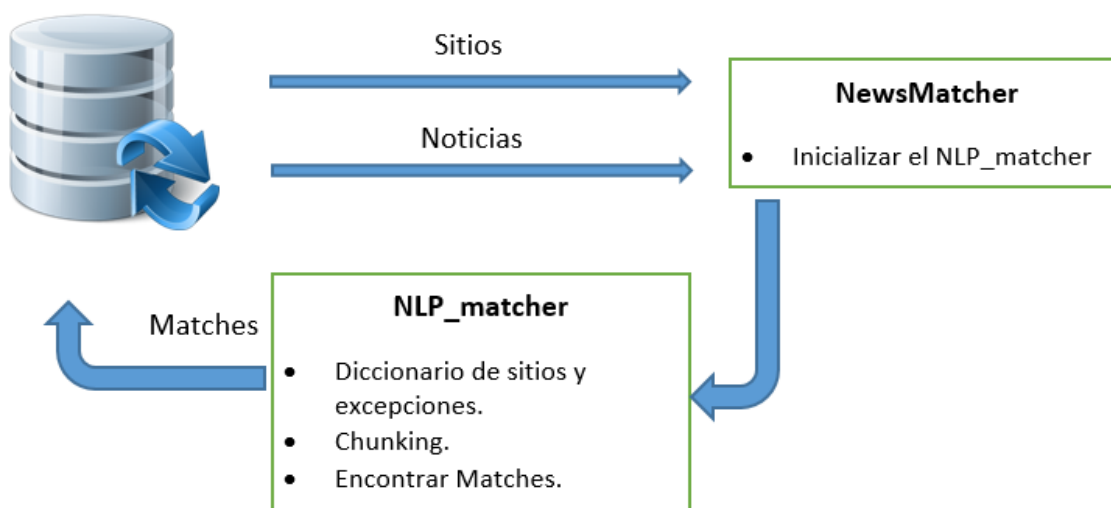 Sitios
Noticias
NewsMatcher
• Inicializar el NLP_matcher
Matches
NLP_matcher
• Diccionario de sitios y
excepciones.
• Chunking.
• Encontrar Matches.